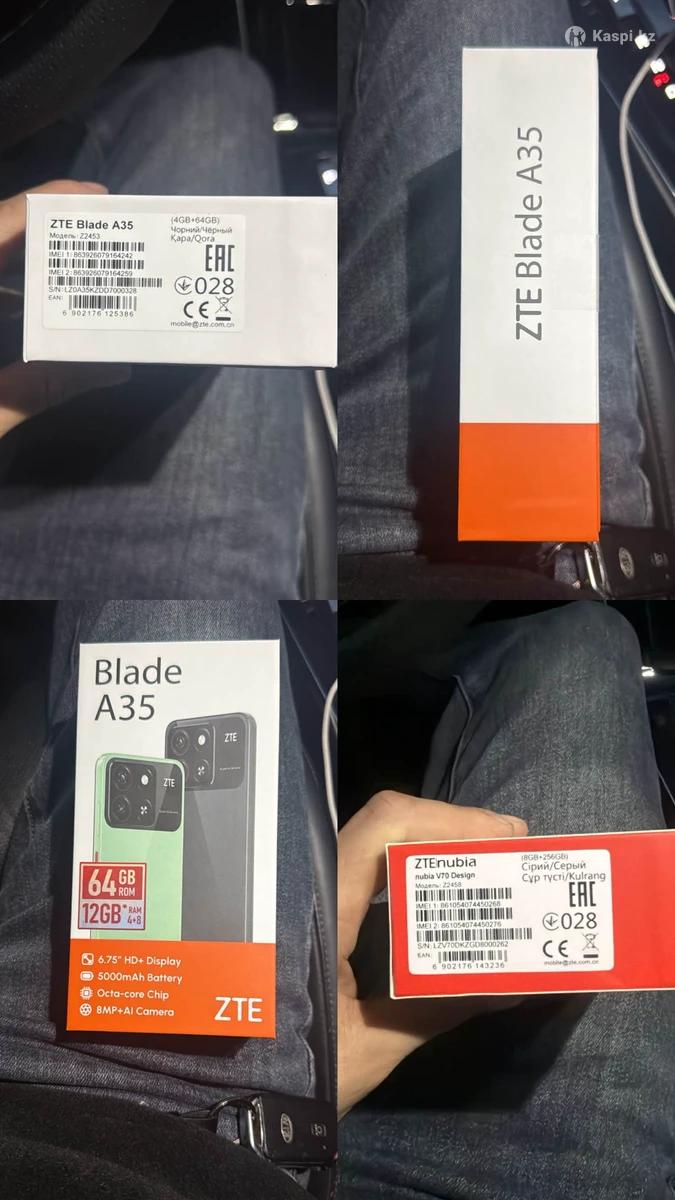 ZTE Blade A35
(4GB+64GB)
Модель: Z2453
Чорний/Чёрный
Қара/Qora
IMEI 1: 863926079164242
IMEI 2: 863926079164259
S/N: LZ0A35KZDD7000328
EAN:
6 902176 125386
EAC
028
CE
mobile@zte.com.cn
Kaspi.kz
ZTE Blade A35
Blade
A35
ZTE
ZTE
64 GB
ROM
12GB* RAM
4+8
6.75" HD+ Display
5000mAh Battery
Octa-core Chip
8MP+AI Camera
ZTE
ZTEnubia
(8GB+256GB)
nubia V70 Design
Сірий/Серый
Модель: Z2458
Сұр түсті/Kulrang
IMEI 1: 861054074450268
IMEI 2: 861054074450276
S/N: LZV70DKZGD8000262
EAN:
6 902176 143236
EAC
028
CE
mobile@zte.com.cn